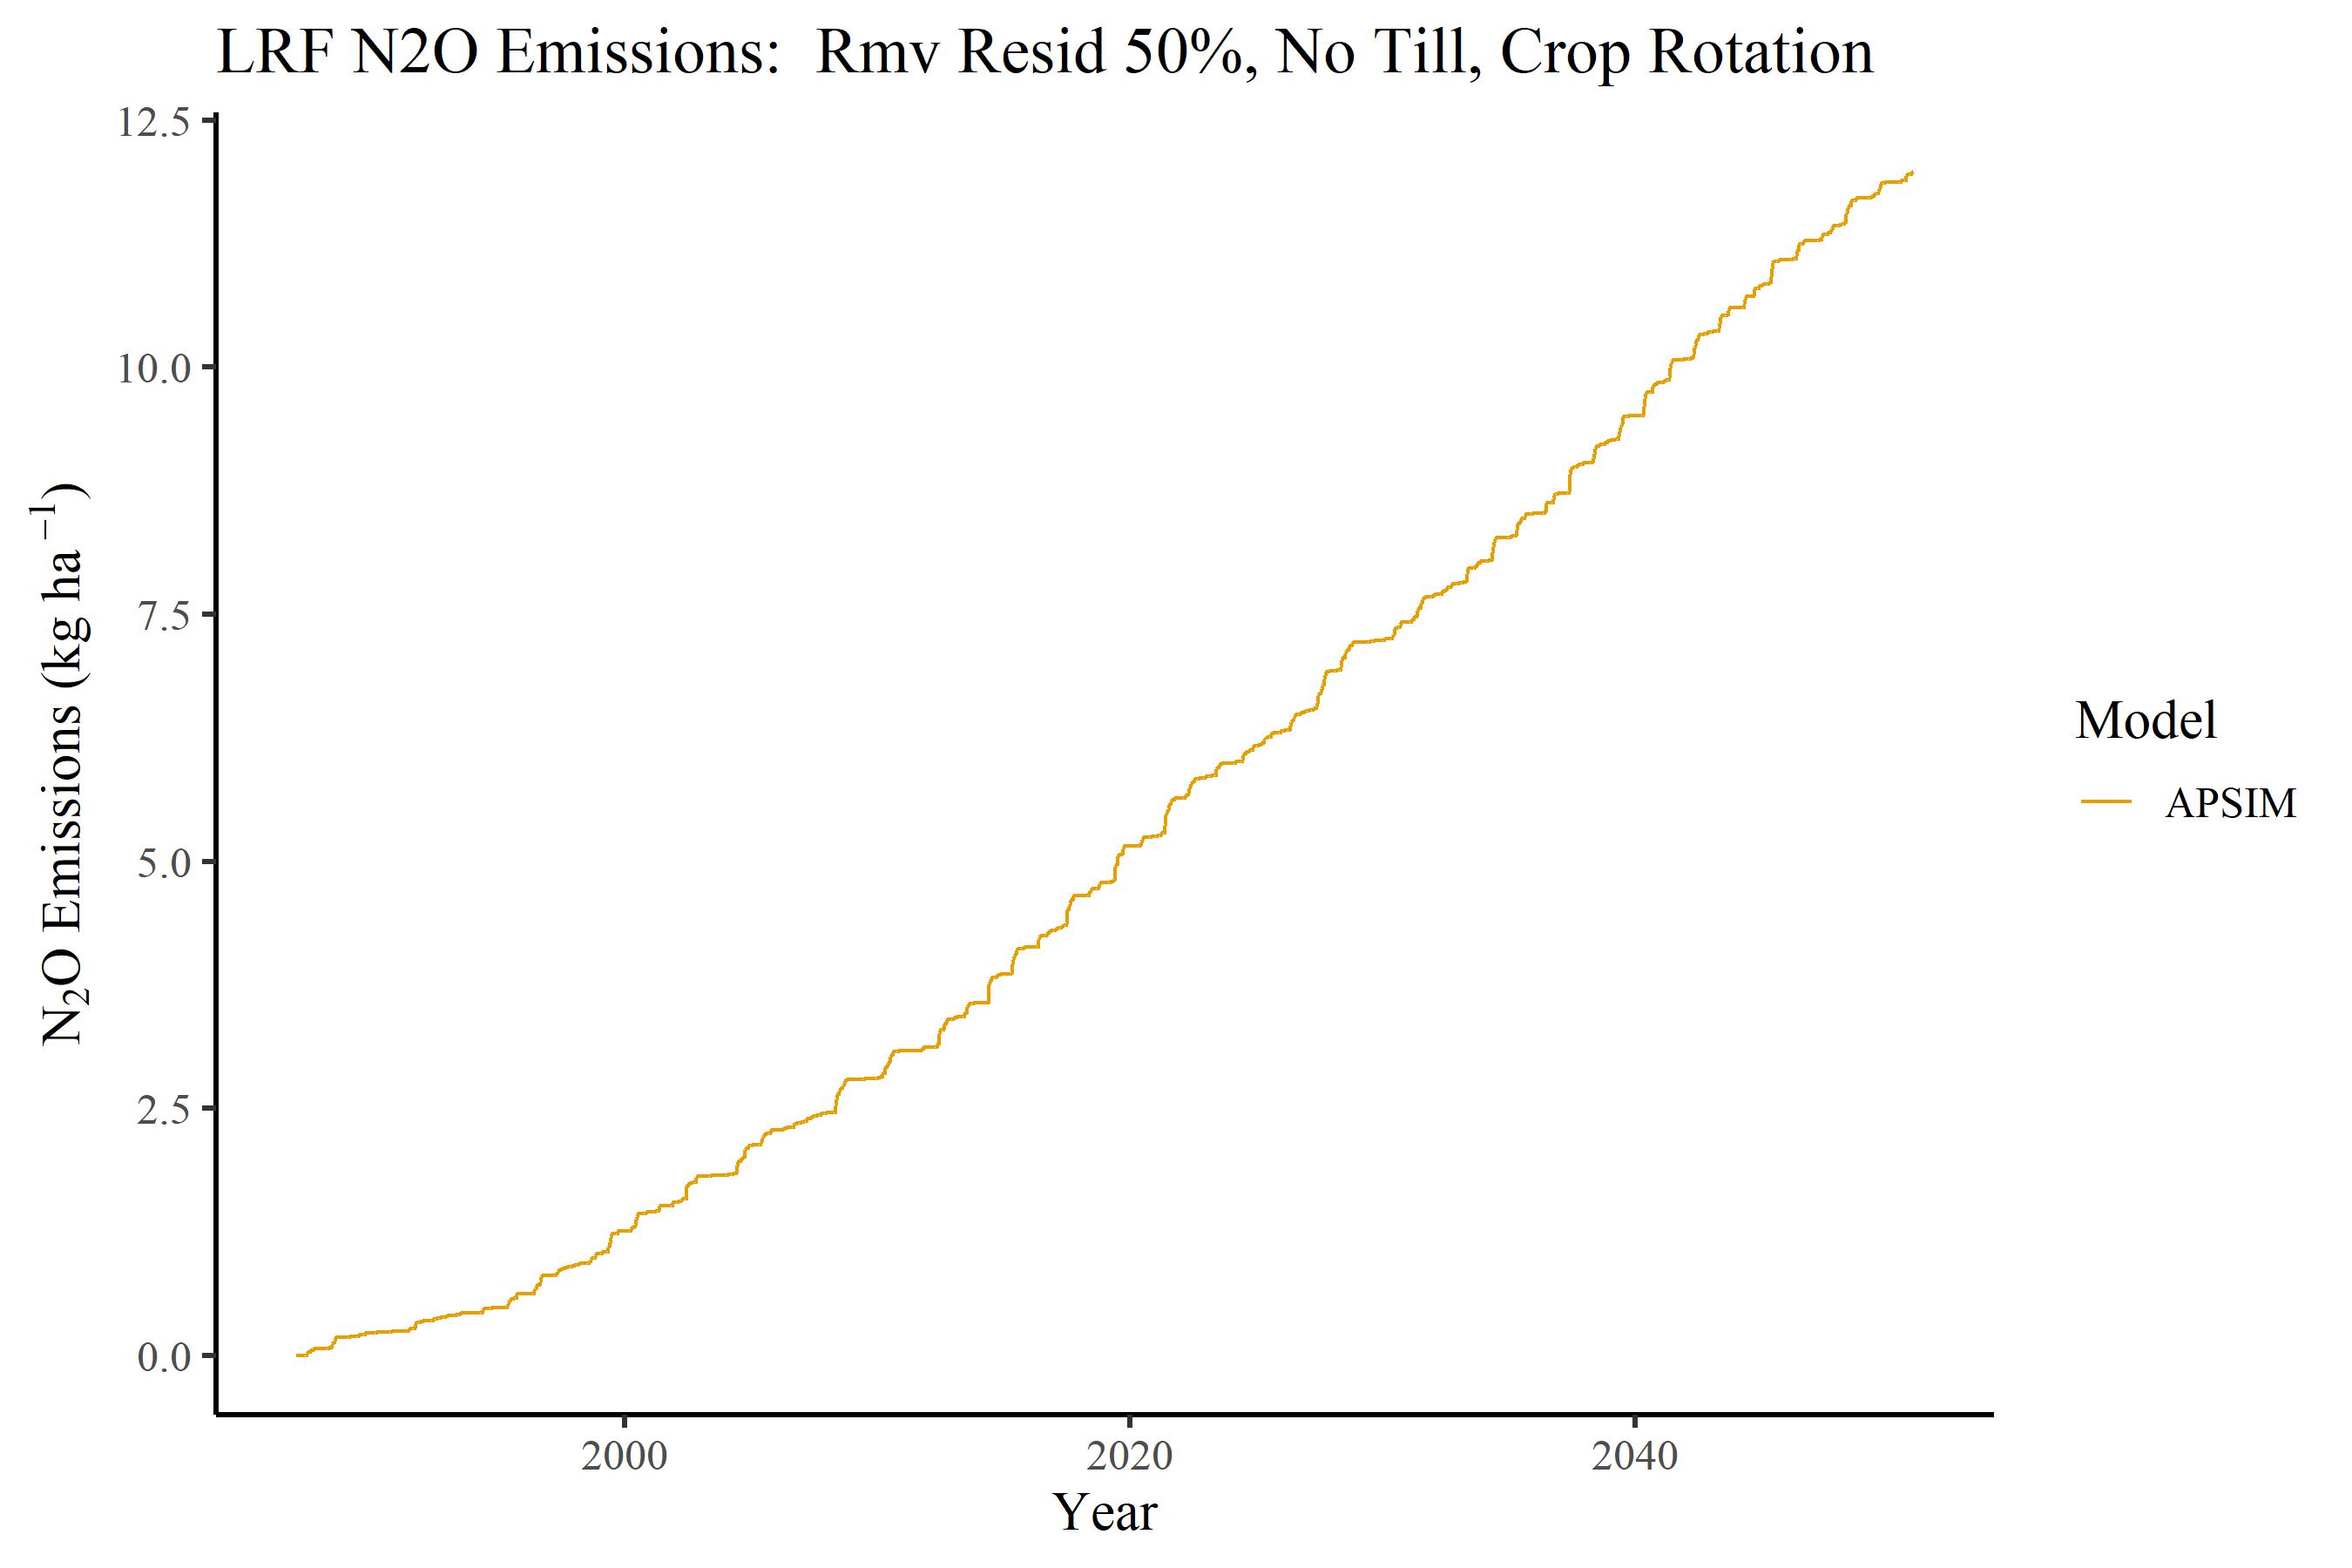 LRF N2O Emissions:  Rmv Resid 50%, No Till, Crop Rotation
12.5
10.0
7.5
5.0
2.5
0.0
N₂O Emissions (kg ha⁻¹)
2000 2020 2040
Year
Model
APSIM